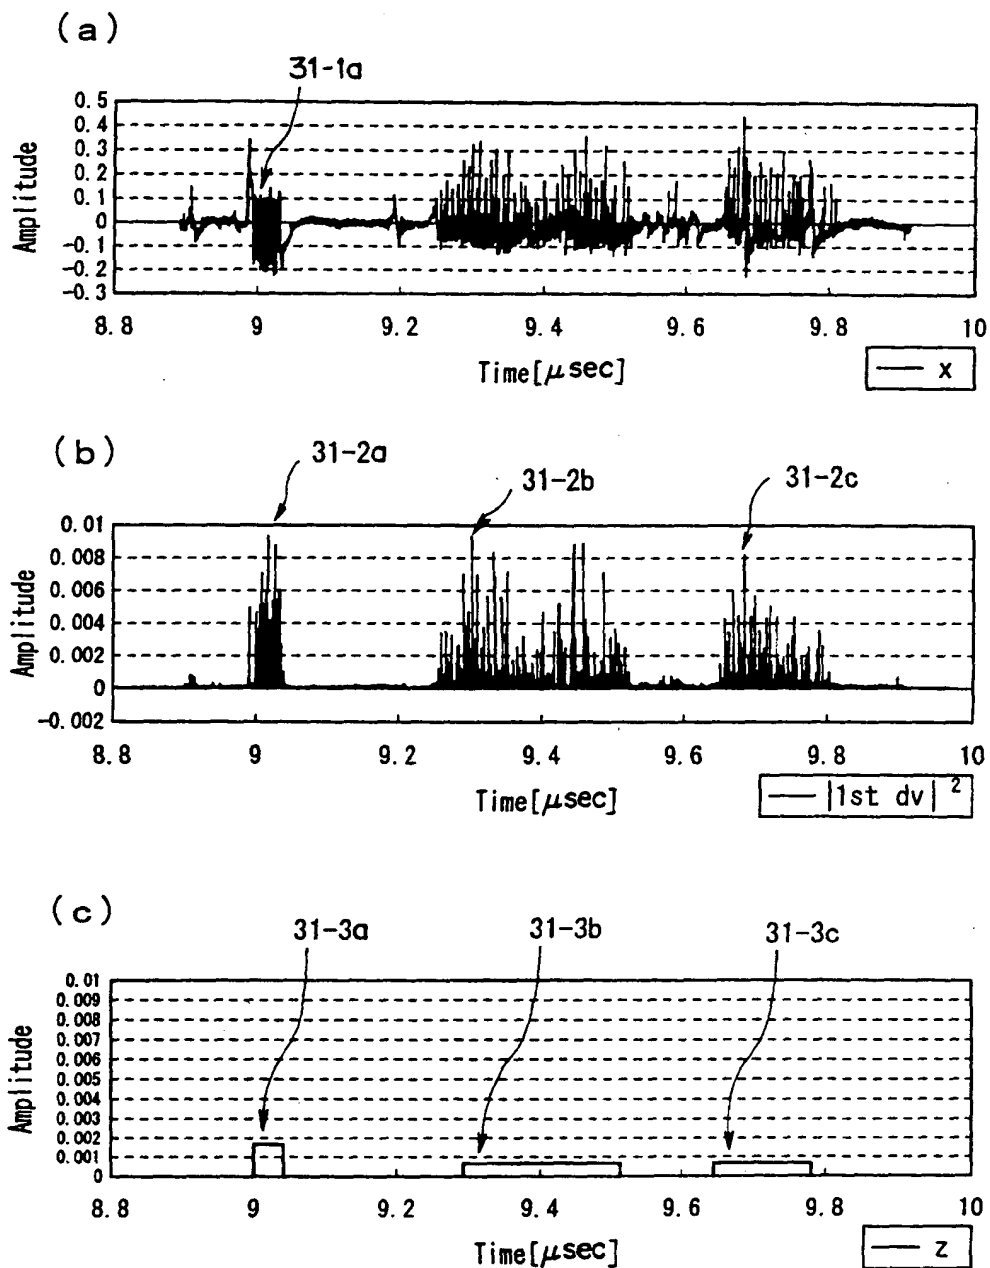 (a)
31-1a
0.5
0.4
0.3
0.2
0.1
0
-0.1
-0.2
-0.3
Amplitude
8.8 9 9.2 9.4 9.6 9.8 10
Time[μsec]
x
(b)
31-2a
31-2b
31-2c
0.01
0.008
0.006
0.004
0.002
0
-0.002
Amplitude
8.8 9 9.2 9.4 9.6 9.8 10
Time[μsec]
|1st dv| ²
(c)
31-3a
31-3b
31-3c
0.01
0.009
0.008
0.007
0.006
0.005
0.004
0.003
0.002
0.001
0
Amplitude
8.8 9 9.2 9.4 9.6 9.8 10
Time[μsec]
z